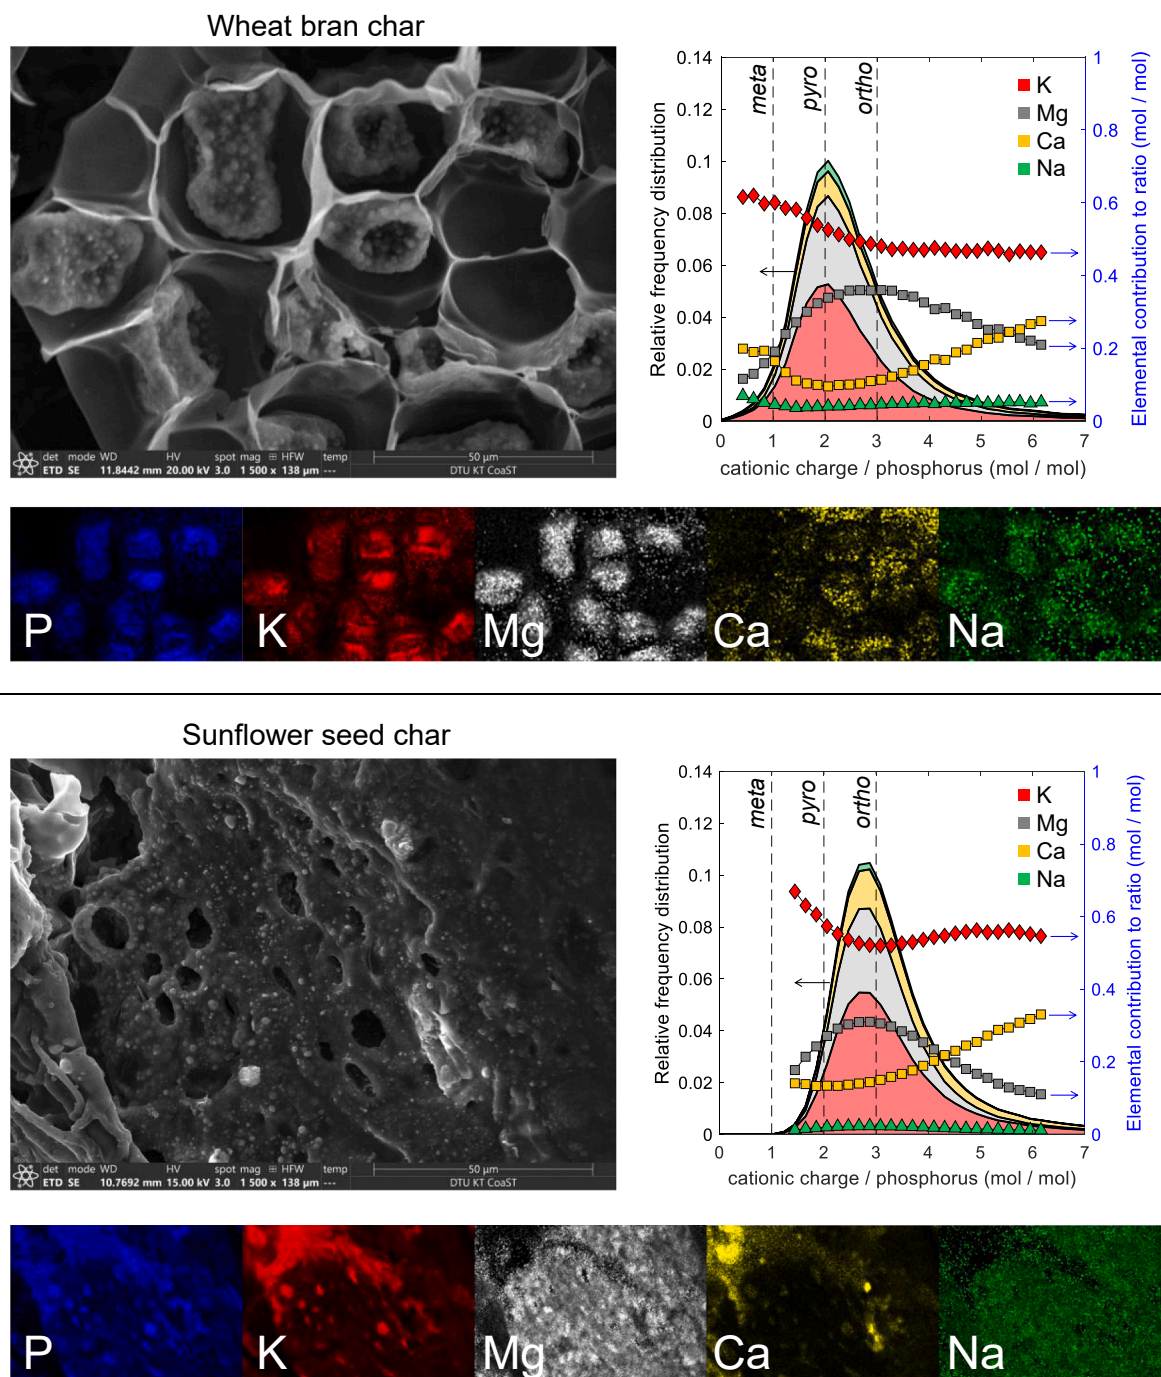 Wheat bran char
det mode WD HV spot mag ⊞ HFW temp
ETD SE 11.8442 mm 20.00 kV 3.0 1 500 x 138 µm ---
50 µm
DTU KT CoaST
0.14
0.12
0.1
0.08
0.06
0.04
0.02
0
Relative frequency distribution
meta
pyro
ortho
K
Mg
Ca
Na
1
0.8
0.6
0.4
0.2
0
Elemental contribution to ratio (mol / mol)
0 1 2 3 4 5 6 7
cationic charge / phosphorus (mol / mol)
P K Mg Ca Na
Sunflower seed char
det mode WD HV spot mag ⊞ HFW temp
ETD SE 10.7692 mm 15.00 kV 3.0 1 500 x 138 µm ---
50 µm
DTU KT CoaST
0.14
0.12
0.1
0.08
0.06
0.04
0.02
0
Relative frequency distribution
meta
pyro
ortho
K
Mg
Ca
Na
1
0.8
0.6
0.4
0.2
0
Elemental contribution to ratio (mol / mol)
0 1 2 3 4 5 6 7
cationic charge / phosphorus (mol / mol)
P K Mg Ca Na